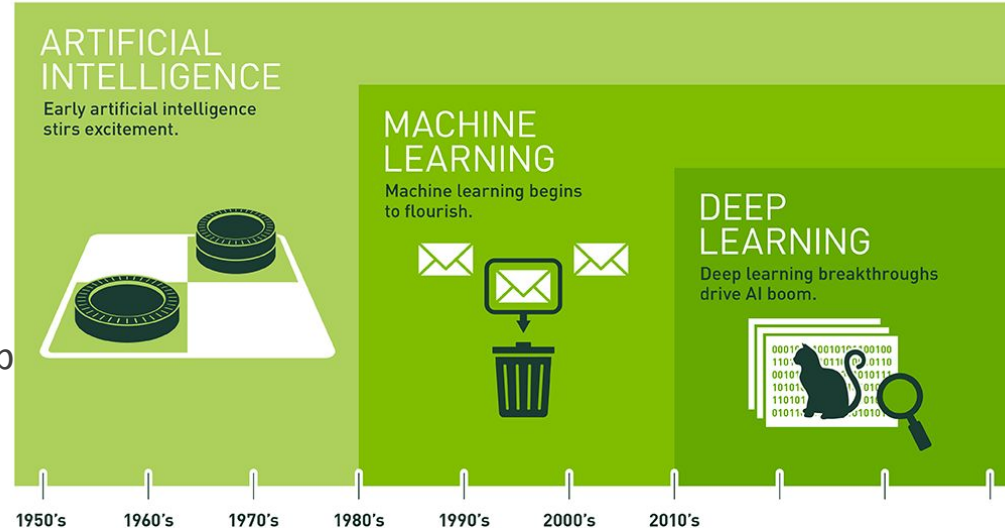 ARTIFICIAL
INTELLIGENCE
Early artificial intelligence
stirs excitement.
MACHINE
LEARNING
Machine learning begins
to flourish.
DEEP
LEARNING
Deep learning breakthroughs
drive AI boom.
p
1950's 1960's 1970's 1980's 1990's 2000's 2010's